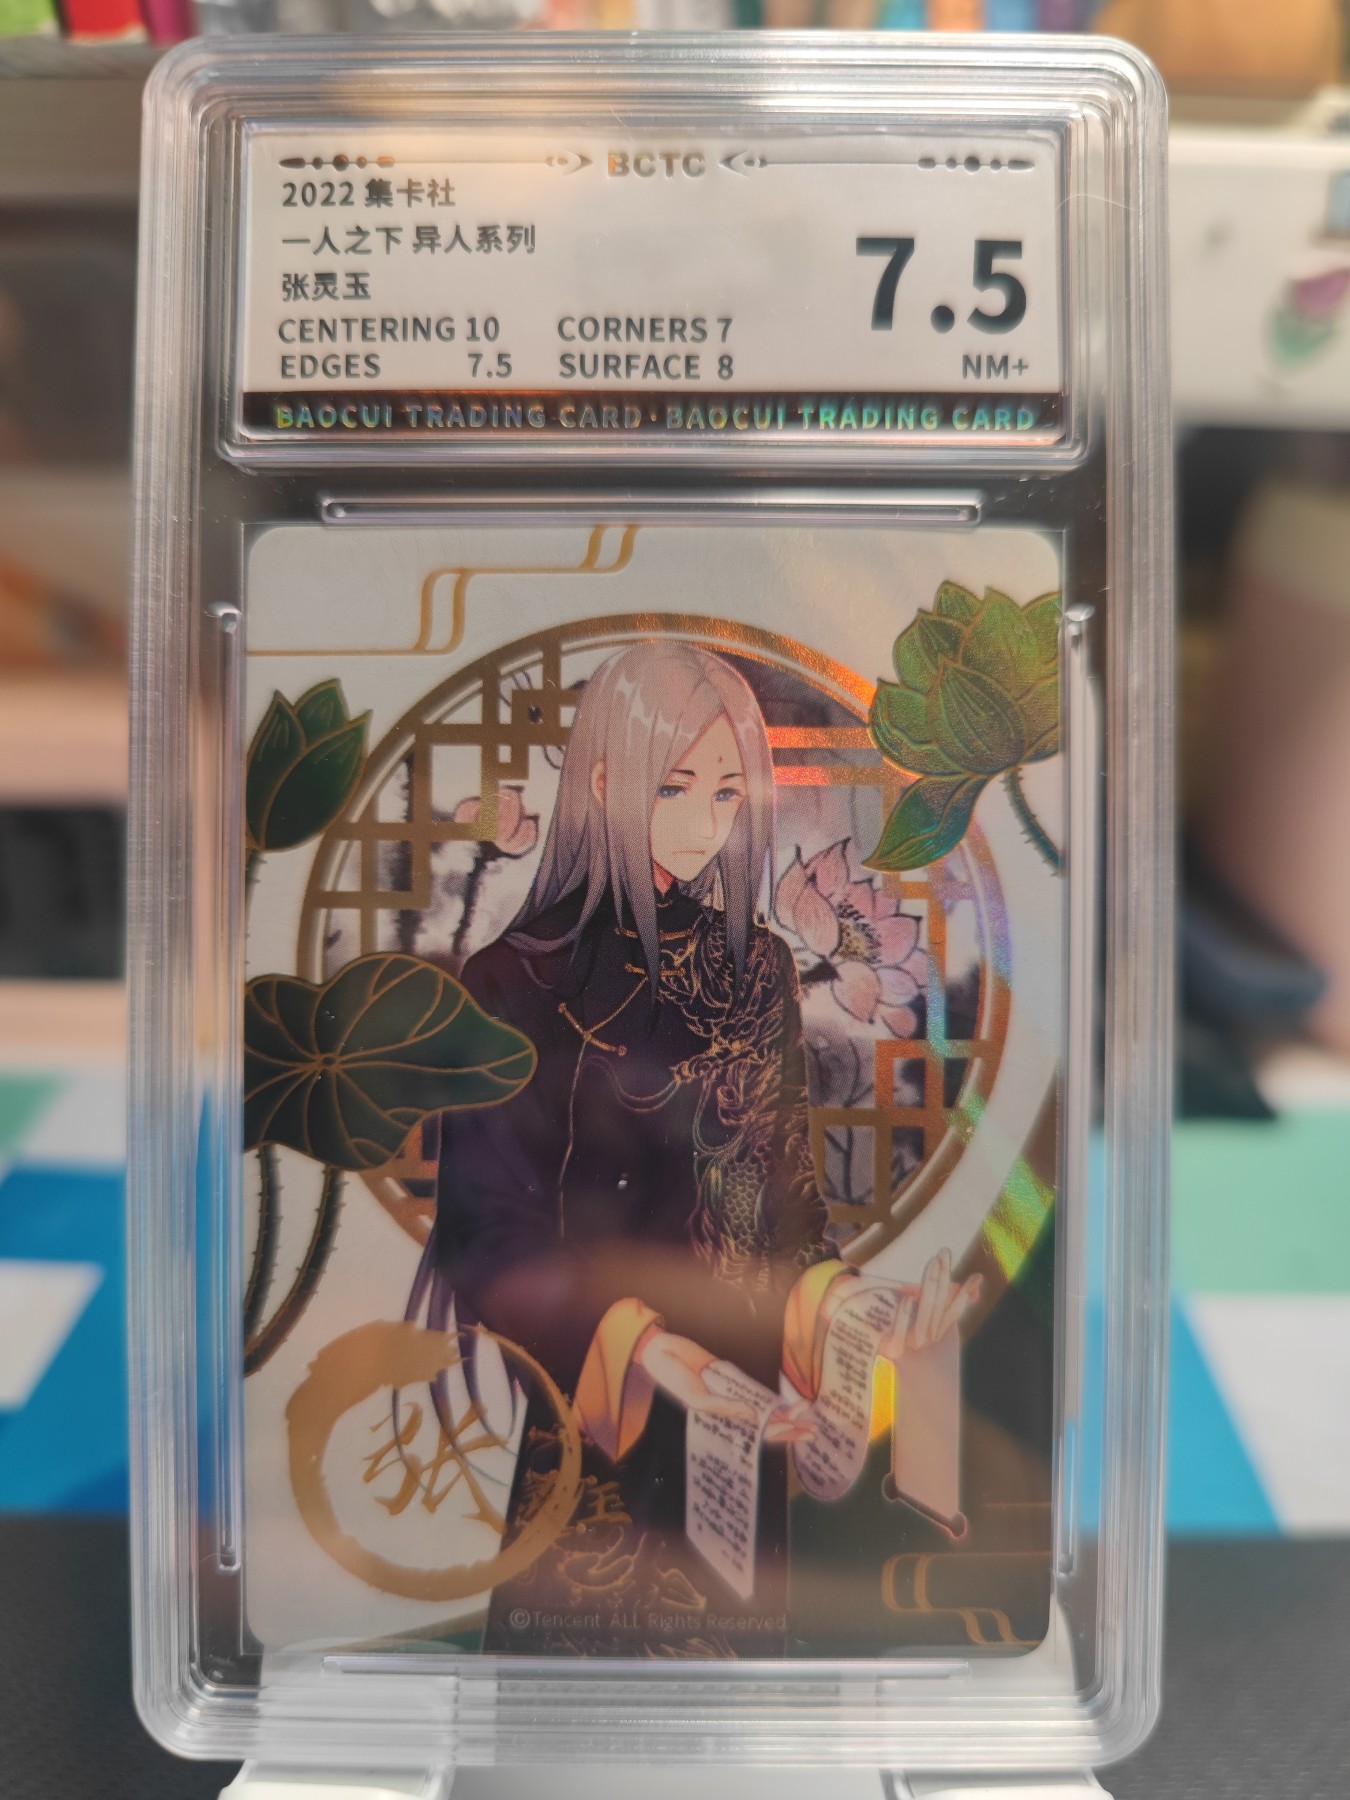 BCTC
2022 集卡社
一人之下 异人系列
张灵玉
7.5
CENTERING 10 CORNERS 7
EDGES 7.5 SURFACE 8
NM+
BAOCUI TRADING CARD · BAOCUI TRADING CARD
张
灵玉
©Tencent ALL Rights Reserved